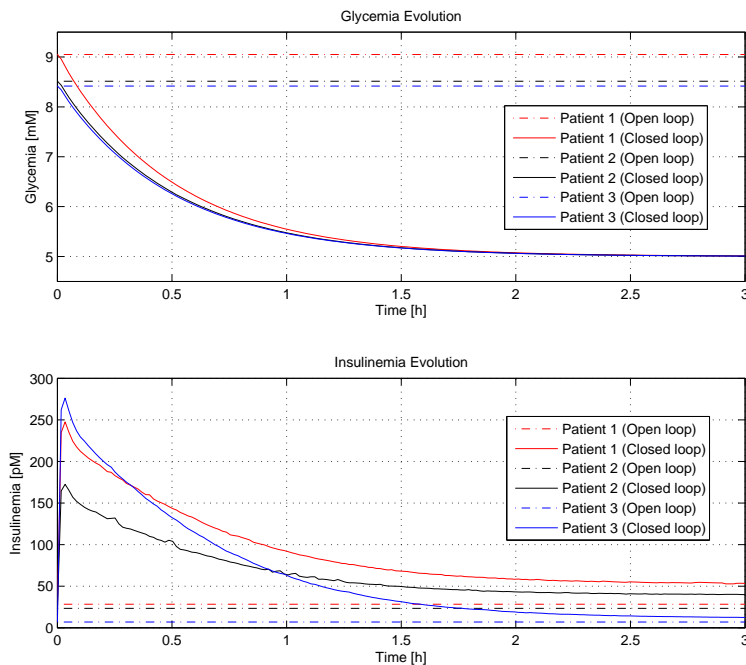 Glycemia Evolution
9
8
7
6
5
Glycemia [mM]
Patient 1 (Open loop)
Patient 1 (Closed loop)
Patient 2 (Open loop)
Patient 2 (Closed loop)
Patient 3 (Open loop)
Patient 3 (Closed loop)
0 0.5 1 1.5 2 2.5 3
Time [h]
Insulinemia Evolution
300
250
200
150
100
50
0
Insulinemia [pM]
Patient 1 (Open loop)
Patient 1 (Closed loop)
Patient 2 (Open loop)
Patient 2 (Closed loop)
Patient 3 (Open loop)
Patient 3 (Closed loop)
0 0.5 1 1.5 2 2.5 3
Time [h]